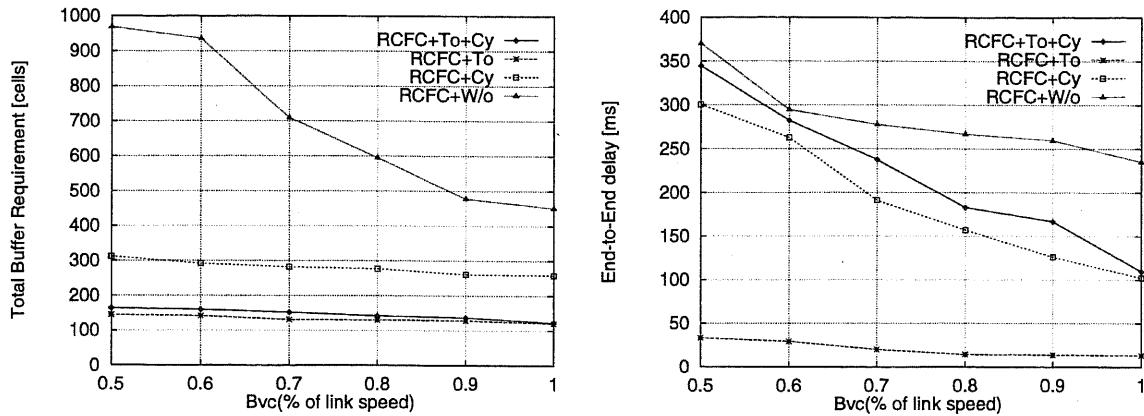 1000
900
800
700
600
500
400
300
200
100
0
Total Buffer Requirement [cells]
RCFC+To+Cy
RCFC+To
RCFC+Cy
RCFC+W/o
0.5 0.6 0.7 0.8 0.9 1
Bvc(% of link speed)
400
350
300
250
200
150
100
50
0
End-to-End delay [ms]
RCFC+To+Cy
RCFC+To
RCFC+Cy
RCFC+W/o
0.5 0.6 0.7 0.8 0.9 1
Bvc(% of link speed)